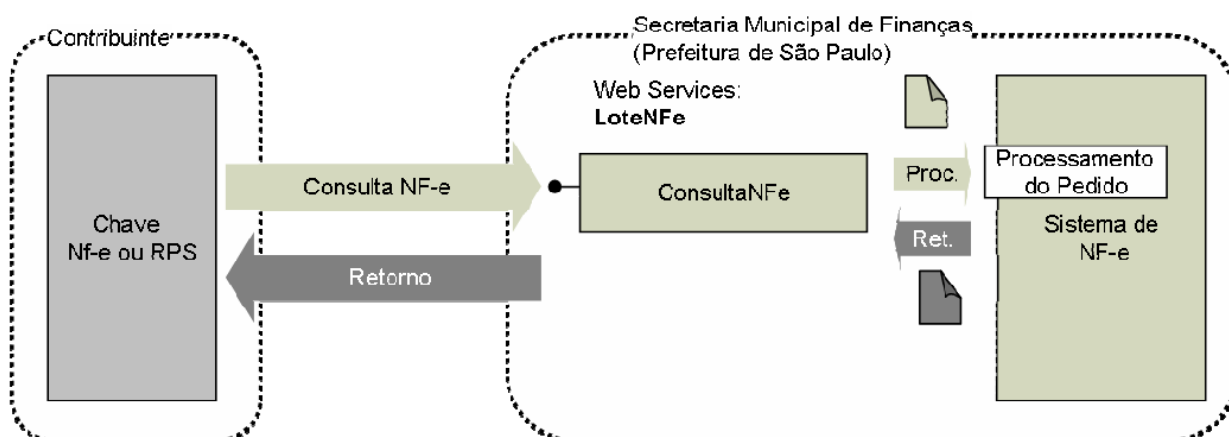 Contribuinte
Secretaria Municipal de Finanças
(Prefeitura de São Paulo)
Web Services:
LoteNFe
Chave
Nf-e ou RPS
Consulta NF-e
Retorno
ConsultaNFe
Proc.
Ret.
Processamento
do Pedido
Sistema de
NF-e